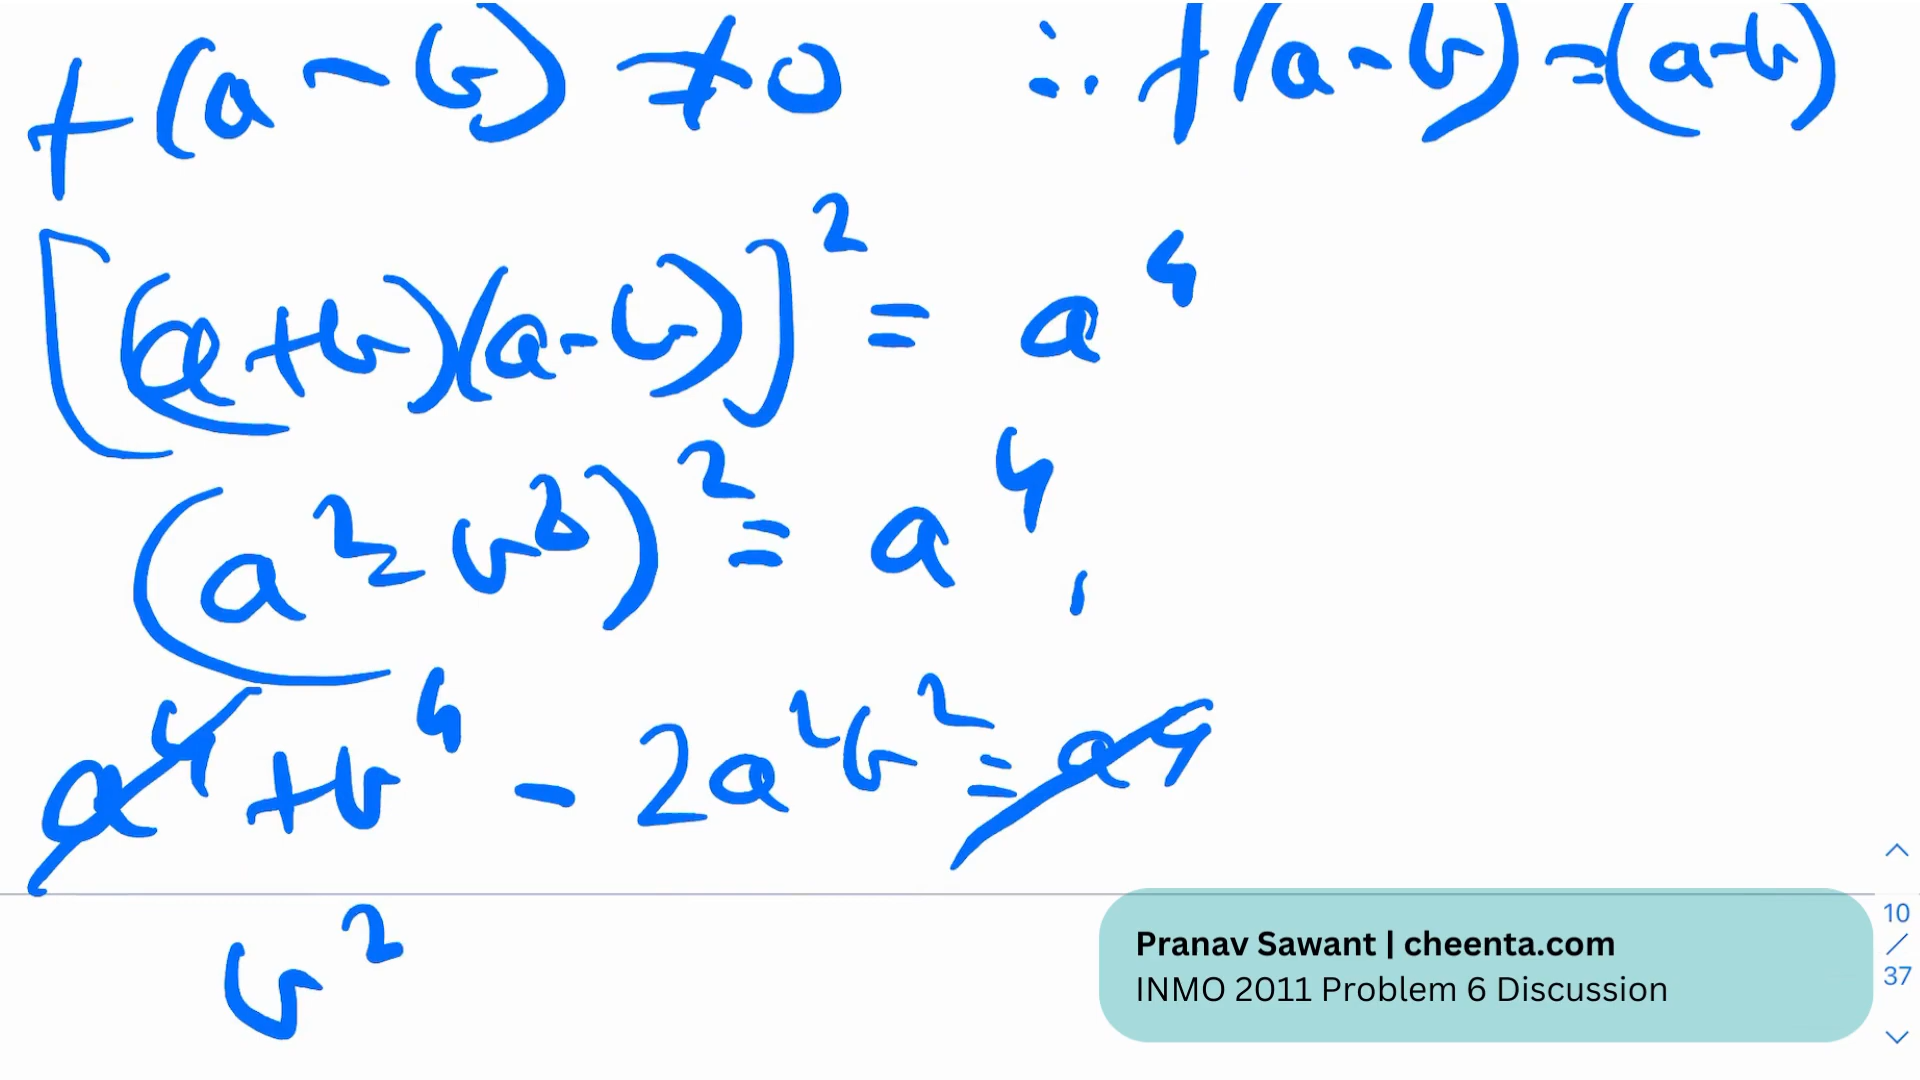 f(a-b) ≠ 0 ∴ f(a-b) = (a-b)
[(a+b)(a-b)]² = a⁴
(a² - b²)² = a⁴,
a⁴ + b⁴ - 2a²b² = a⁴
b²
Pranav Sawant | cheenta.com
INMO 2011 Problem 6 Discussion
10
/
37